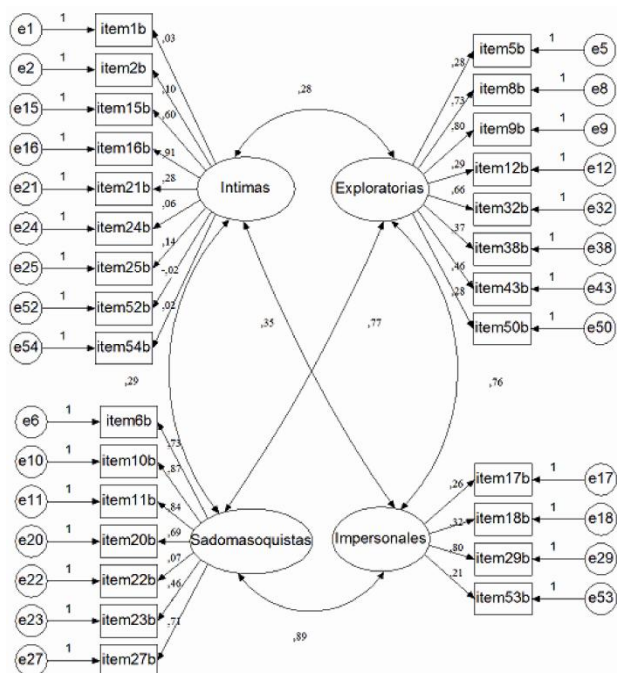 e1 1 item1b ,03
e2 1 item2b ,10
e15 1 item15b ,60
e16 1 item16b ,91
e21 1 item21b ,28
e24 1 item24b ,06
e25 1 item25b ,14
e52 1 item52b -,02
e54 1 item54b ,02
Intimas
,28
Exploratorias
,28 item5b 1 e5
,73 item8b 1 e8
,80 item9b 1 e9
,29 item12b 1 e12
,66 item32b 1 e32
,37 item38b 1 e38
,46 item43b 1 e43
,28 item50b 1 e50
,29
,35
,77
,76
e6 1 item6b ,73
e10 1 item10b ,87
e11 1 item11b ,84
e20 1 item20b ,69
e22 1 item22b ,07
e23 1 item23b ,46
e27 1 item27b ,71
Sadomasoquistas
Impersonales
,26 item17b 1 e17
,32 item18b 1 e18
,80 item29b 1 e29
,21 item53b 1 e53
,89